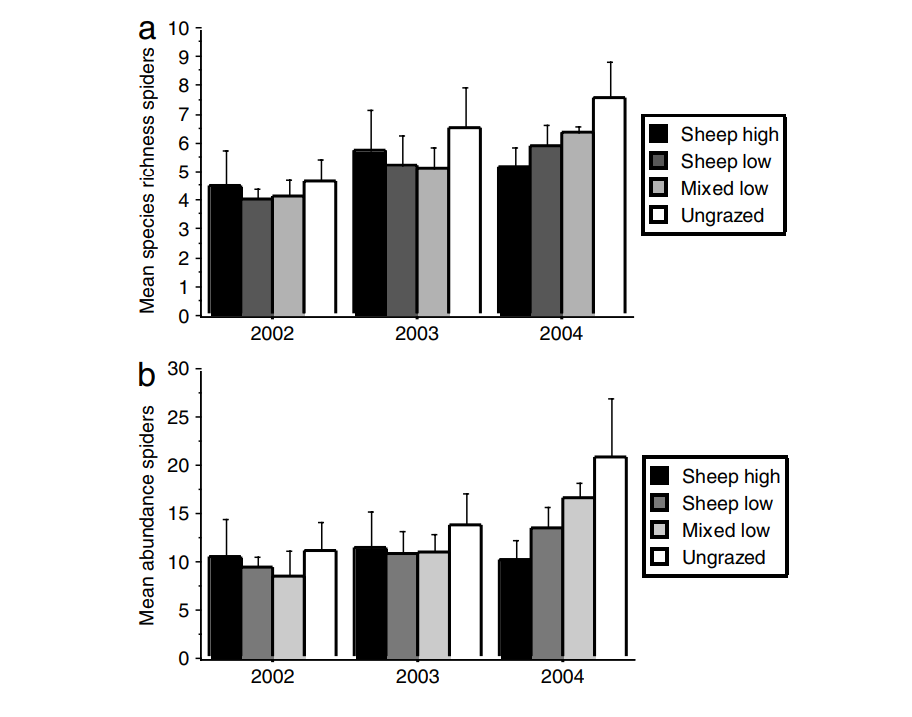 a
Mean species richness spiders
10
9
8
7
6
5
4
3
2
1
0
2002 2003 2004
Sheep high
Sheep low
Mixed low
Ungrazed
b
Mean abundance spiders
30
25
20
15
10
5
0
2002 2003 2004
Sheep high
Sheep low
Mixed low
Ungrazed